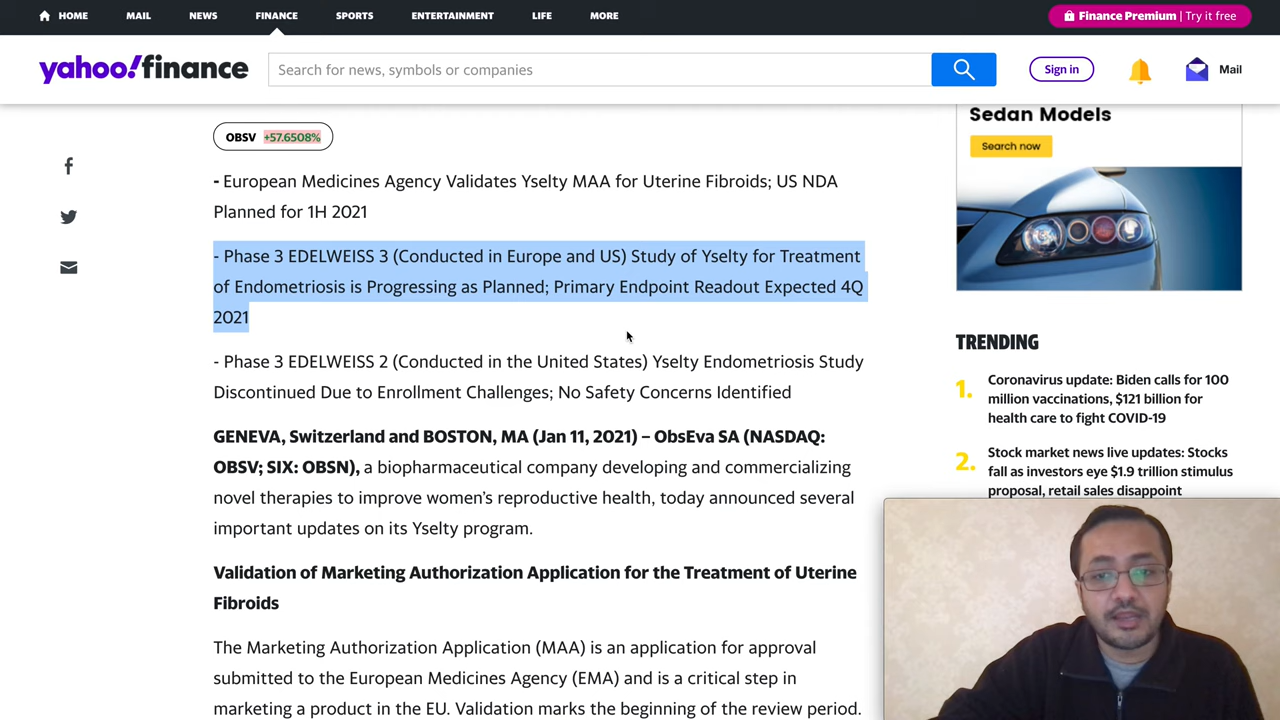 HOME MAIL NEWS FINANCE SPORTS ENTERTAINMENT LIFE MORE Finance Premium | Try it free
yahoo!finance Search for news, symbols or companies Sign in Mail
OBSV +57.6508%
- European Medicines Agency Validates Yselty MAA for Uterine Fibroids; US NDA
Planned for 1H 2021
- Phase 3 EDELWEISS 3 (Conducted in Europe and US) Study of Yselty for Treatment
of Endometriosis is Progressing as Planned; Primary Endpoint Readout Expected 4Q
2021
- Phase 3 EDELWEISS 2 (Conducted in the United States) Yselty Endometriosis Study
Discontinued Due to Enrollment Challenges; No Safety Concerns Identified
GENEVA, Switzerland and BOSTON, MA (Jan 11, 2021) – ObsEva SA (NASDAQ:
OBSV; SIX: OBSN), a biopharmaceutical company developing and commercializing
novel therapies to improve women's reproductive health, today announced several
important updates on its Yselty program.
Validation of Marketing Authorization Application for the Treatment of Uterine
Fibroids
The Marketing Authorization Application (MAA) is an application for approval
submitted to the European Medicines Agency (EMA) and is a critical step in
marketing a product in the EU. Validation marks the beginning of the review period.
Sedan Models
Search now
TRENDING
1. Coronavirus update: Biden calls for 100
million vaccinations, $121 billion for
health care to fight COVID-19
2. Stock market news live updates: Stocks
fall as investors eye $1.9 trillion stimulus
proposal, retail sales disappoint